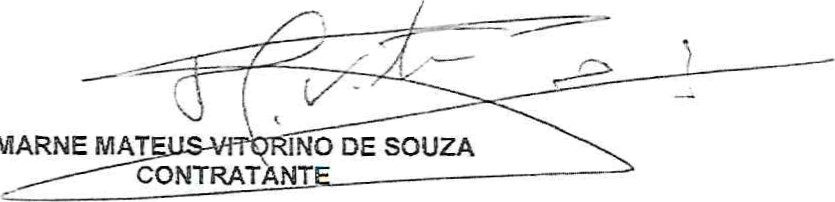 MARNE MATEUS VITORINO DE SOUZA
CONTRATANTE